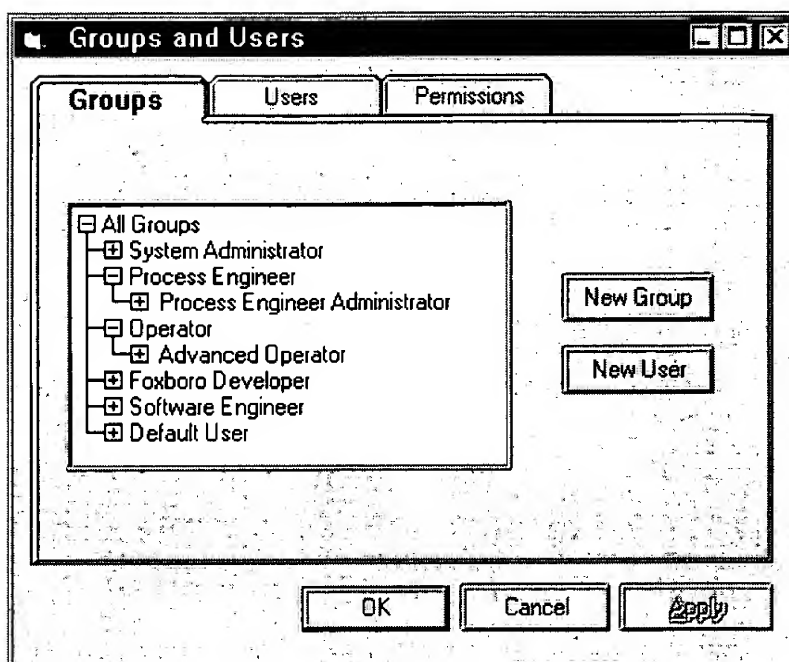 Groups and Users
Groups Users Permissions
All Groups
System Administrator
Process Engineer
Process Engineer Administrator
New Group
Operator
Advanced Operator
New User
Foxboro Developer
Software Engineer
Default User
OK Cancel Apply